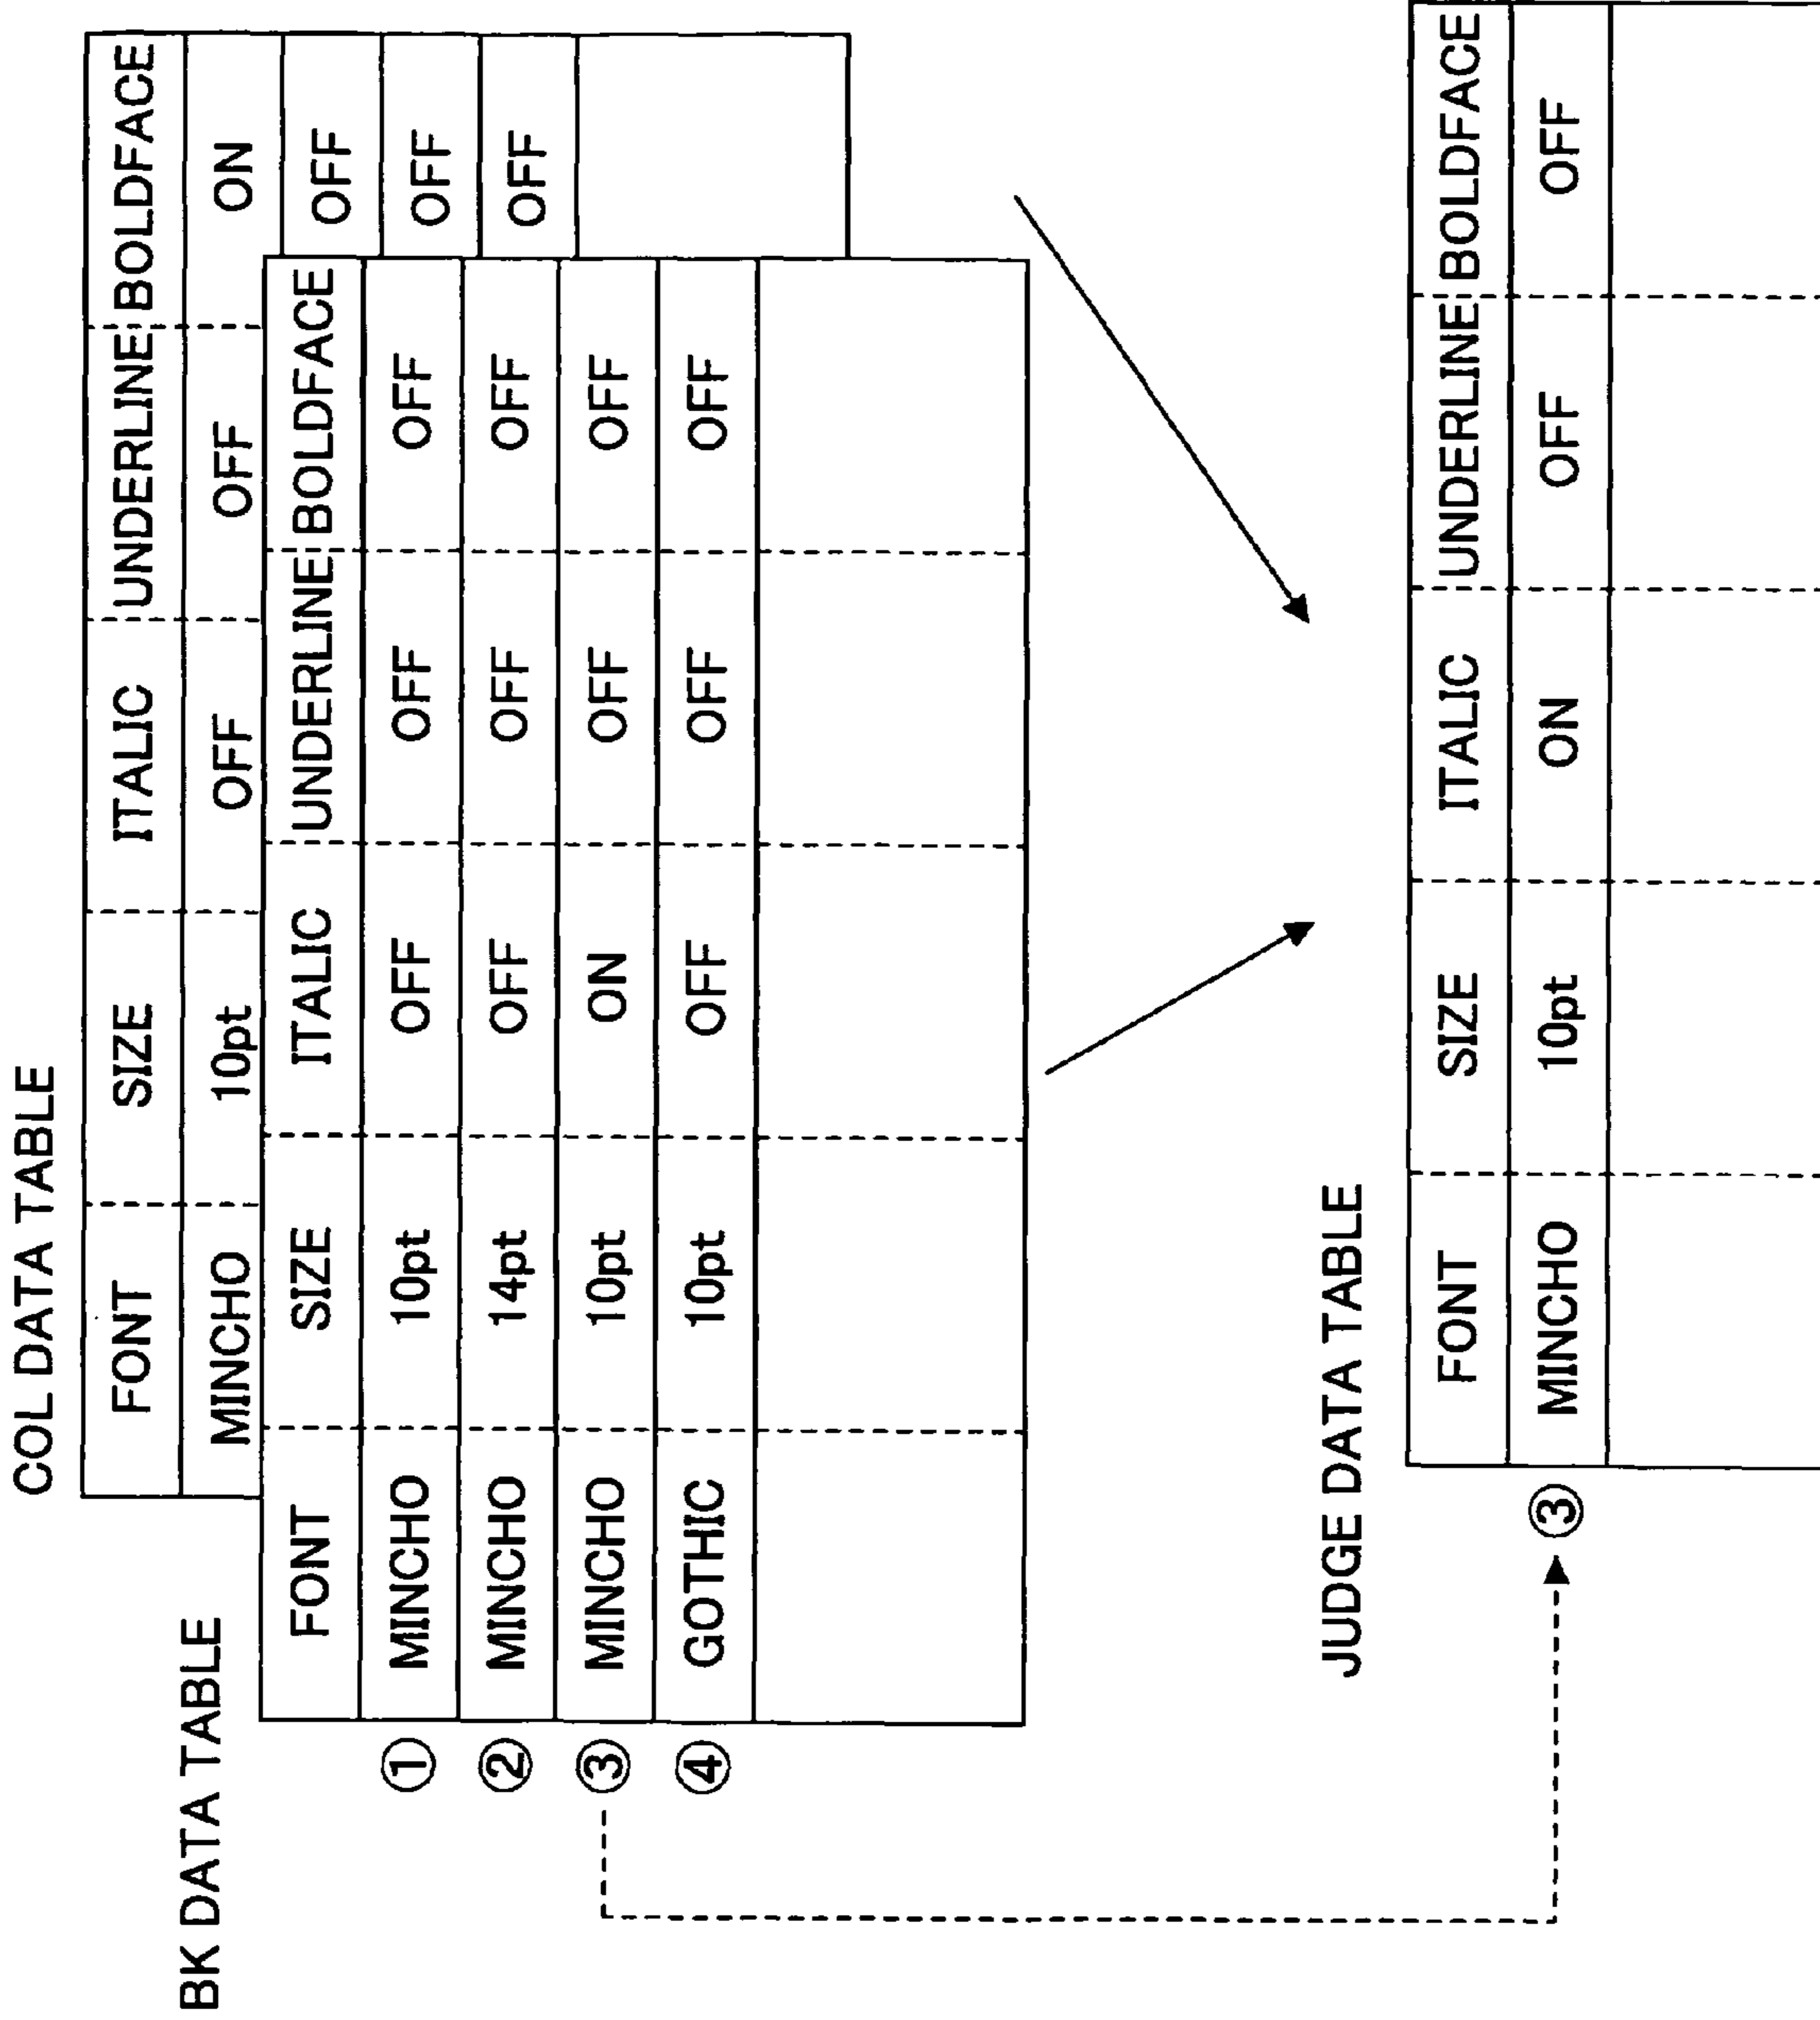 COL DATA TABLE
FONT SIZE ITALIC UNDERLINE BOLDFACE
MINCHO 10pt OFF OFF ON
OFF
OFF
OFF
BK DATA TABLE
FONT SIZE ITALIC UNDERLINE BOLDFACE
① MINCHO 10pt OFF OFF OFF
② MINCHO 14pt OFF OFF OFF
③ MINCHO 10pt ON OFF OFF
④ GOTHIC 10pt OFF OFF OFF
JUDGE DATA TABLE
FONT SIZE ITALIC UNDERLINE BOLDFACE
③ MINCHO 10pt ON OFF OFF